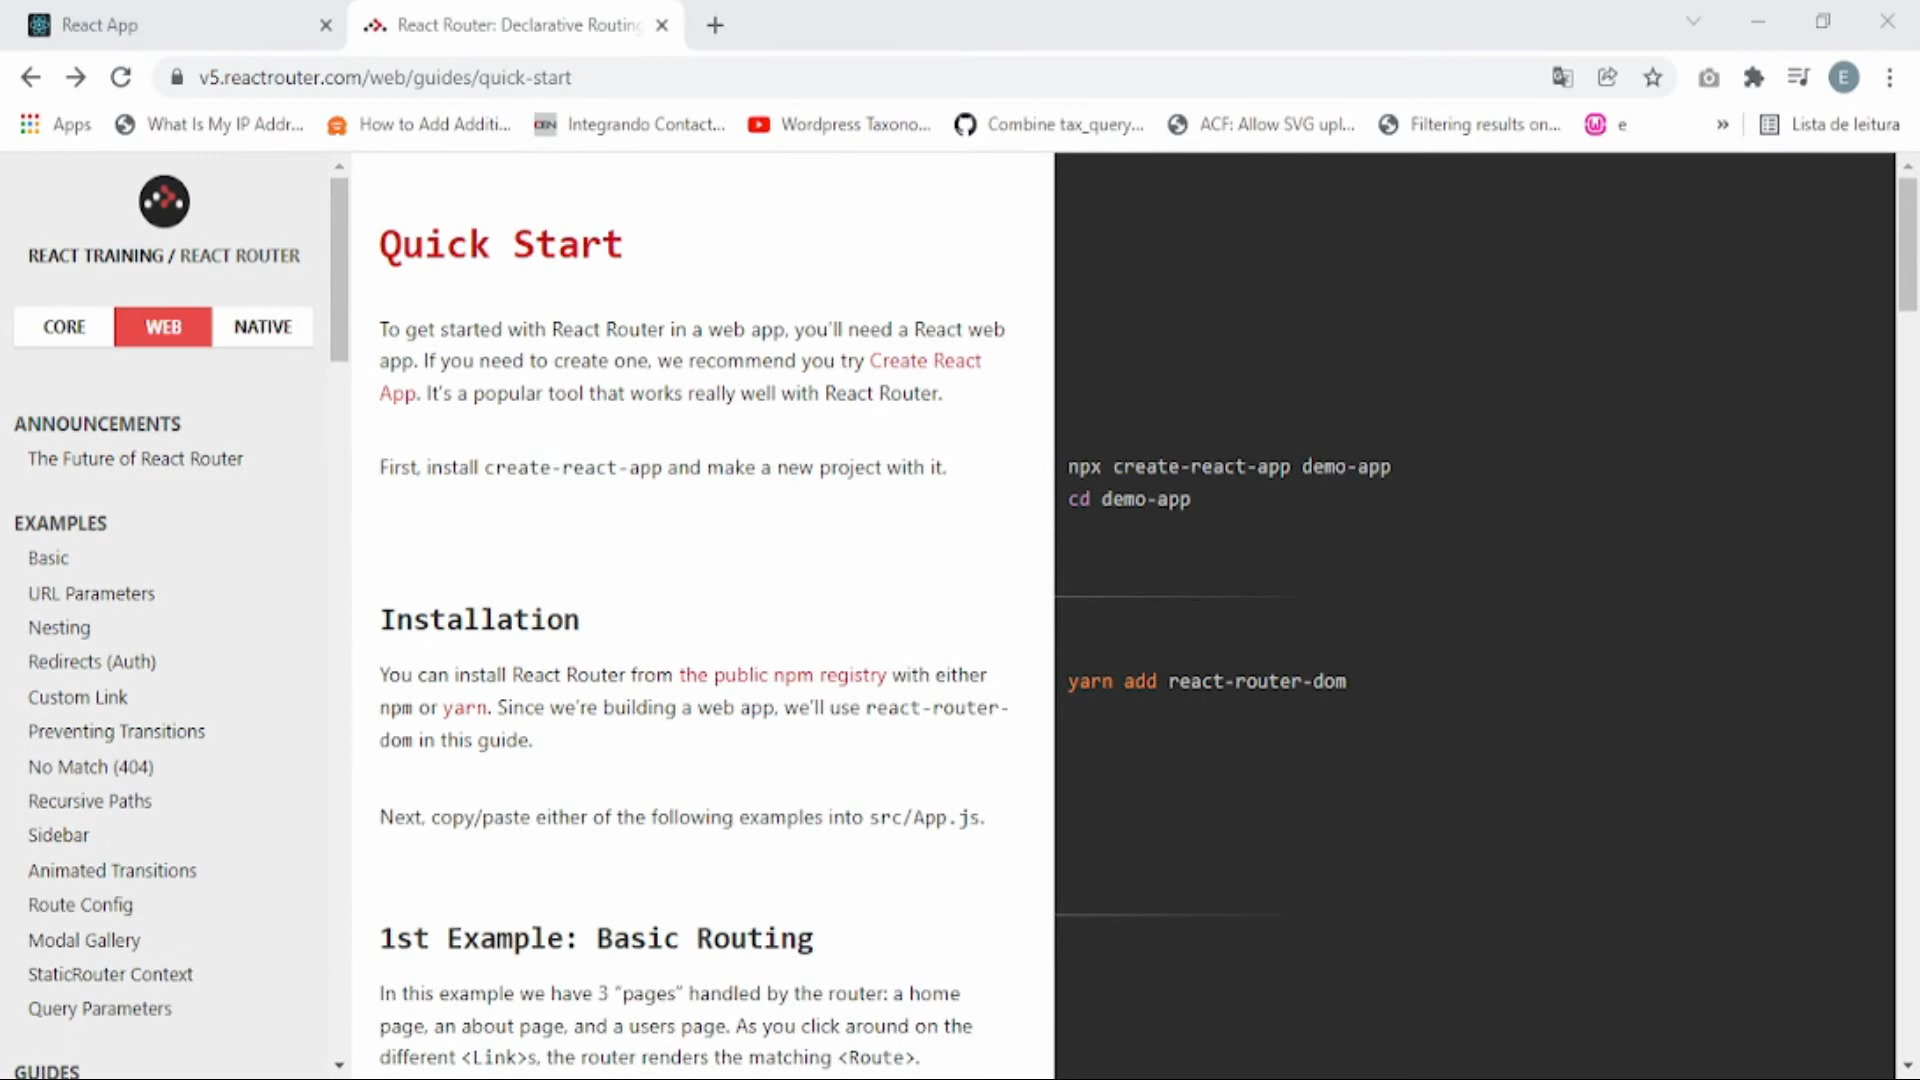 React App
React Router: Declarative Routing
v5.reactrouter.com/web/guides/quick-start
E
Apps
What Is My IP Addr...
How to Add Additi...
Integrando Contact...
Wordpress Taxono...
Combine tax_query...
ACF: Allow SVG upl...
Filtering results on...
e
»
Lista de leitura
REACT TRAINING / REACT ROUTER
CORE
WEB
NATIVE
ANNOUNCEMENTS
The Future of React Router
EXAMPLES
Basic
URL Parameters
Nesting
Redirects (Auth)
Custom Link
Preventing Transitions
No Match (404)
Recursive Paths
Sidebar
Animated Transitions
Route Config
Modal Gallery
StaticRouter Context
Query Parameters
GUIDES
Quick Start
To get started with React Router in a web app, you'll need a React web
app. If you need to create one, we recommend you try Create React
App. It's a popular tool that works really well with React Router.
First, install create-react-app and make a new project with it.
npx create-react-app demo-app
cd demo-app
Installation
You can install React Router from the public npm registry with either
npm or yarn. Since we're building a web app, we'll use react-router-
dom in this guide.
yarn add react-router-dom
Next, copy/paste either of the following examples into src/App.js.
1st Example: Basic Routing
In this example we have 3 "pages" handled by the router: a home
page, an about page, and a users page. As you click around on the
different <Link>s, the router renders the matching <Route>.